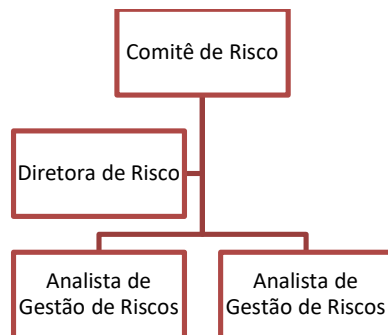 Comitê de Risco
Diretora de Risco
Analista de
Gestão de Riscos
Analista de
Gestão de Riscos